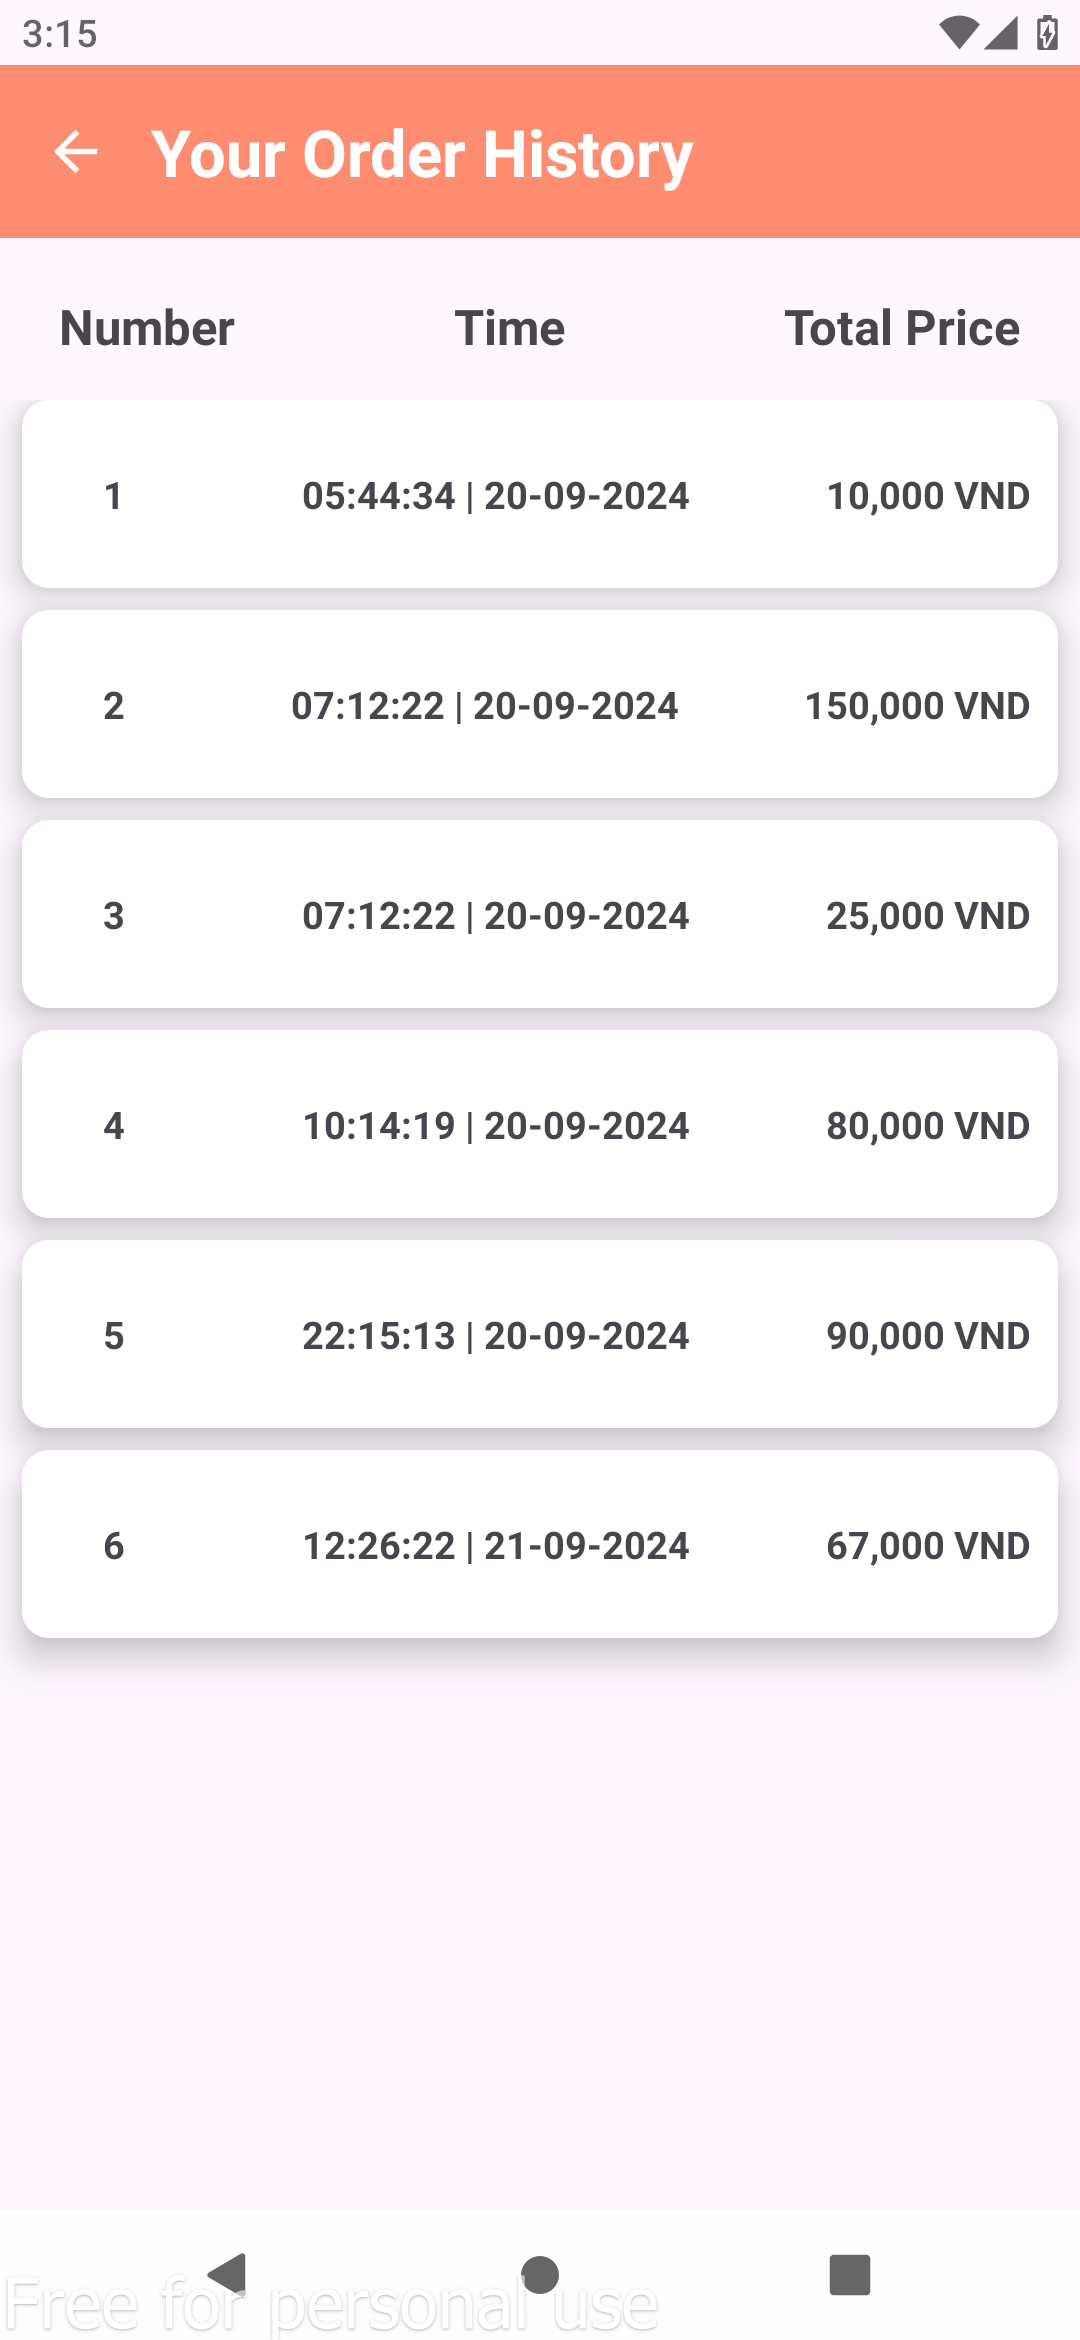 3:15
Your Order History
Number Time Total Price
1 05:44:34 | 20-09-2024 10,000 VND
2 07:12:22 | 20-09-2024 150,000 VND
3 07:12:22 | 20-09-2024 25,000 VND
4 10:14:19 | 20-09-2024 80,000 VND
5 22:15:13 | 20-09-2024 90,000 VND
6 12:26:22 | 21-09-2024 67,000 VND
Free for personal use